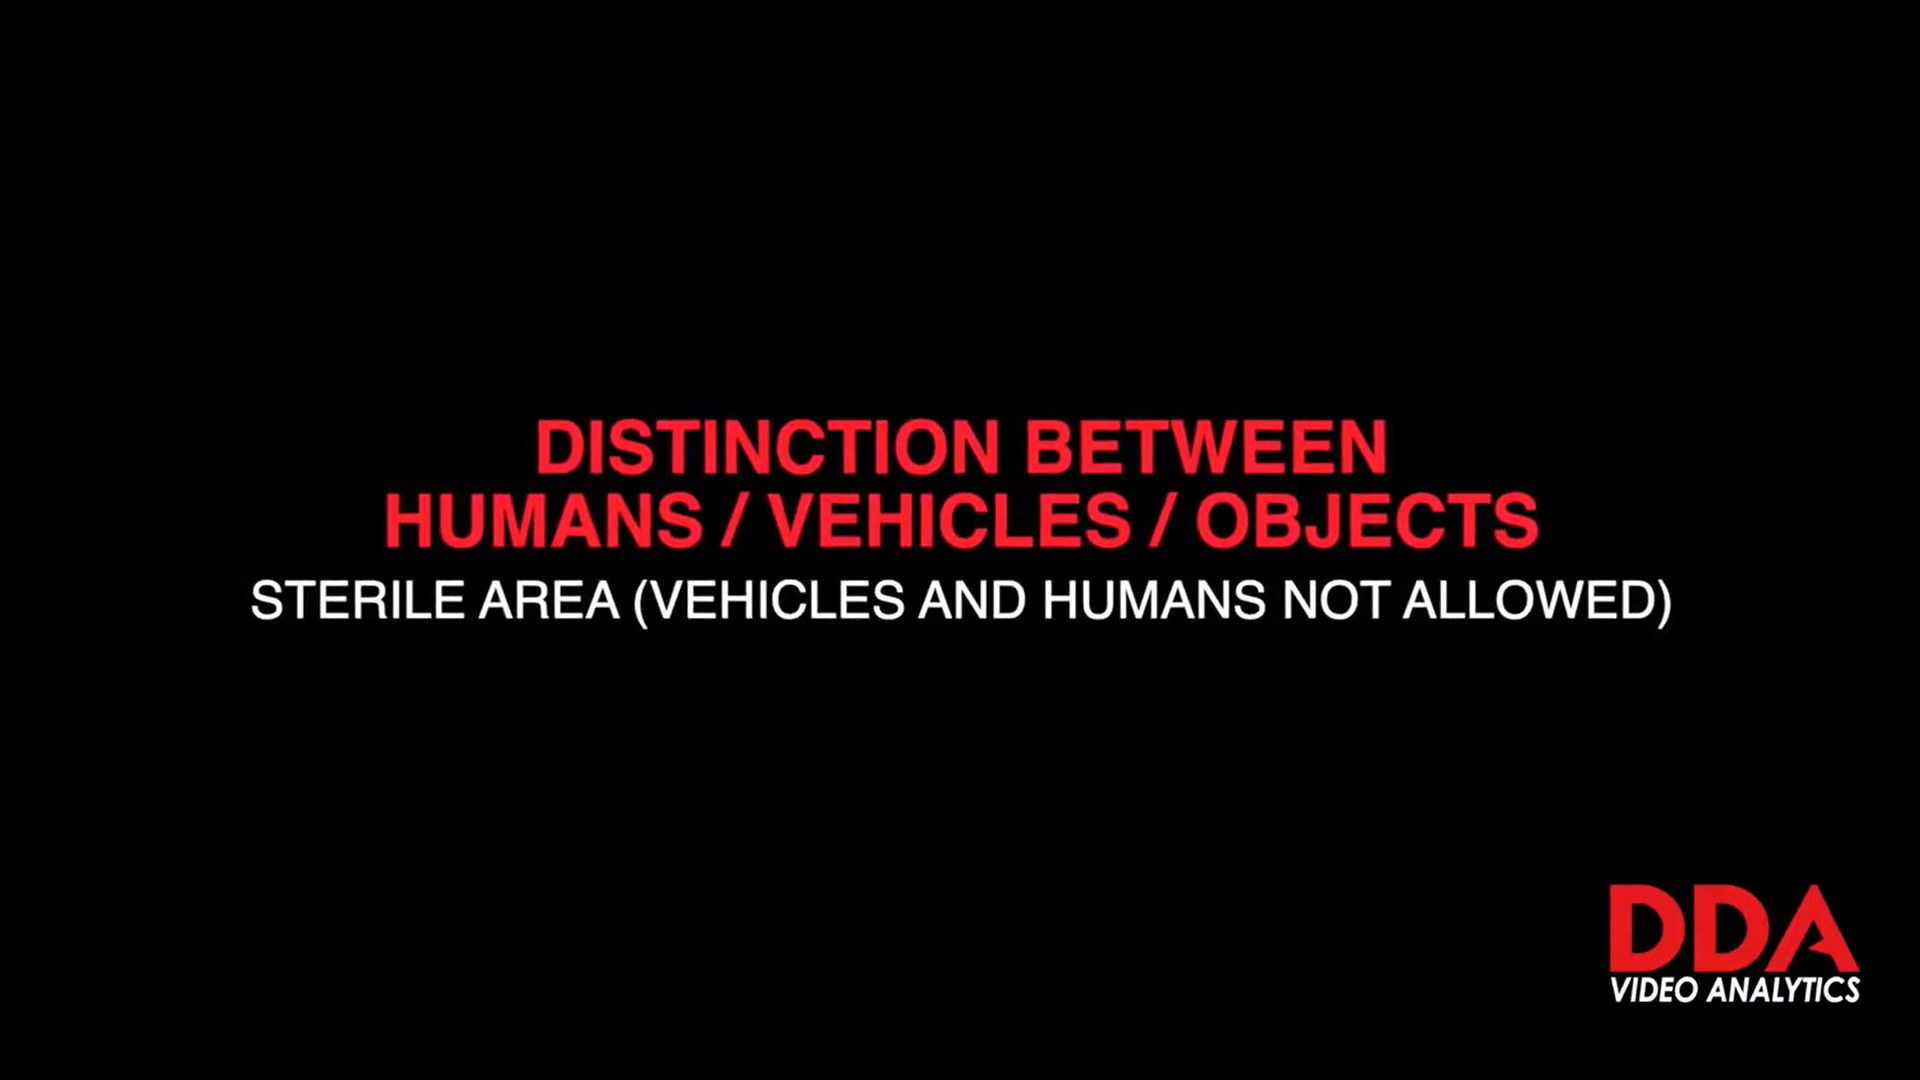 DISTINCTION BETWEEN
HUMANS / VEHICLES / OBJECTS
STERILE AREA (VEHICLES AND HUMANS NOT ALLOWED)
DDA
VIDEO ANALYTICS